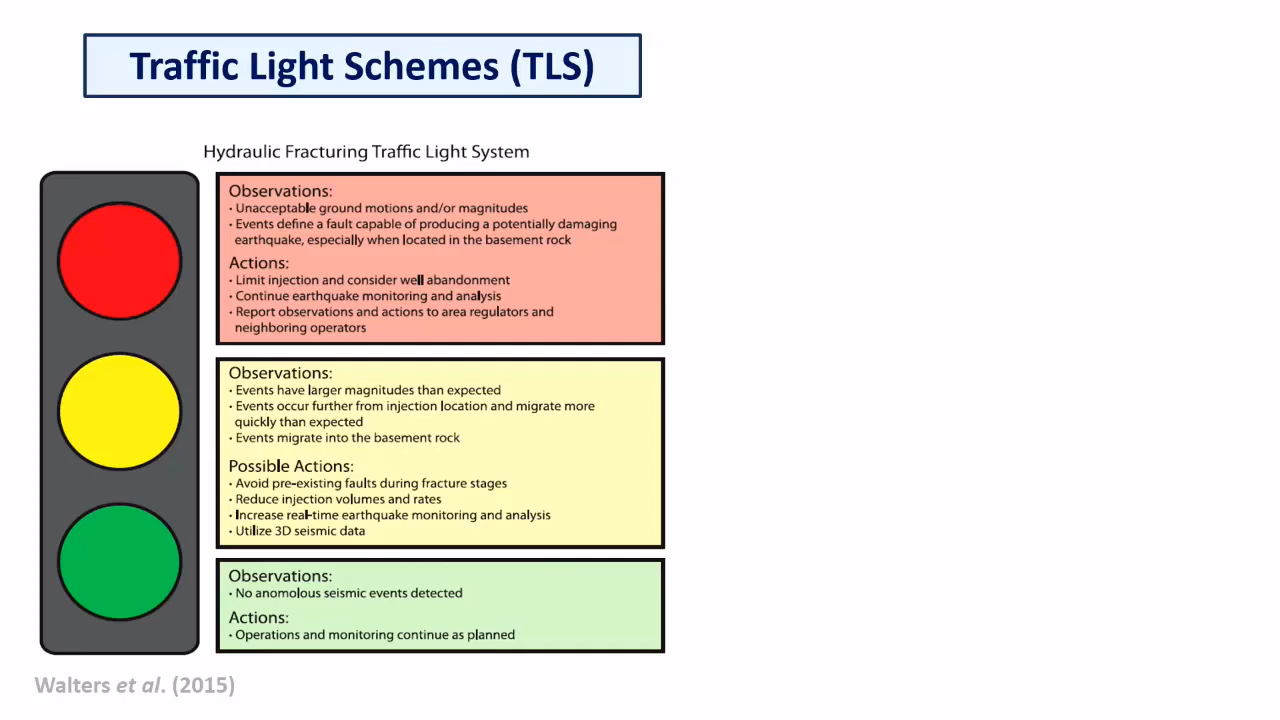 Traffic Light Schemes (TLS)
Hydraulic Fracturing Traffic Light System
Observations:
· Unacceptable ground motions and/or magnitudes
· Events define a fault capable of producing a potentially damaging
earthquake, especially when located in the basement rock
Actions:
· Limit injection and consider well abandonment
· Continue earthquake monitoring and analysis
· Report observations and actions to area regulators and
neighboring operators
Observations:
· Events have larger magnitudes than expected
· Events occur further from injection location and migrate more
quickly than expected
· Events migrate into the basement rock
Possible Actions:
· Avoid pre-existing faults during fracture stages
· Reduce injection volumes and rates
· Increase real-time earthquake monitoring and analysis
· Utilize 3D seismic data
Observations:
· No anomolous seismic events detected
Actions:
· Operations and monitoring continue as planned
Walters et al. (2015)